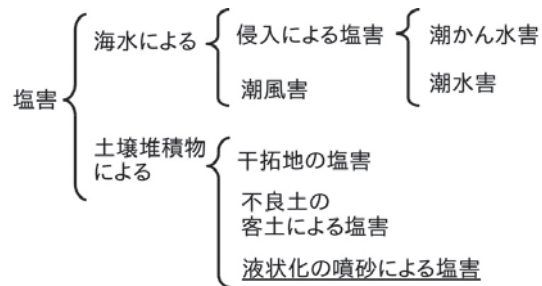 塩害
海水による
侵入による塩害
潮かん水害
潮水害
潮風害
土壌堆積物
による
干拓地の塩害
不良土の
客土による塩害
液状化の噴砂による塩害